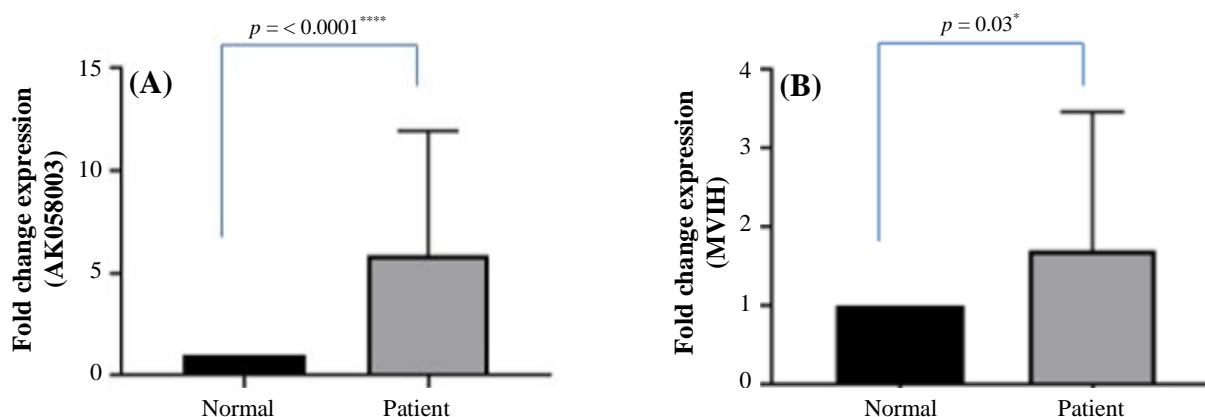 p = < 0.0001****
(A)
15
10
5
0
Fold change expression
(AK058003)
Normal Patient
p = 0.03*
(B)
4
3
2
1
0
Fold change expression
(MVIH)
Normal Patient